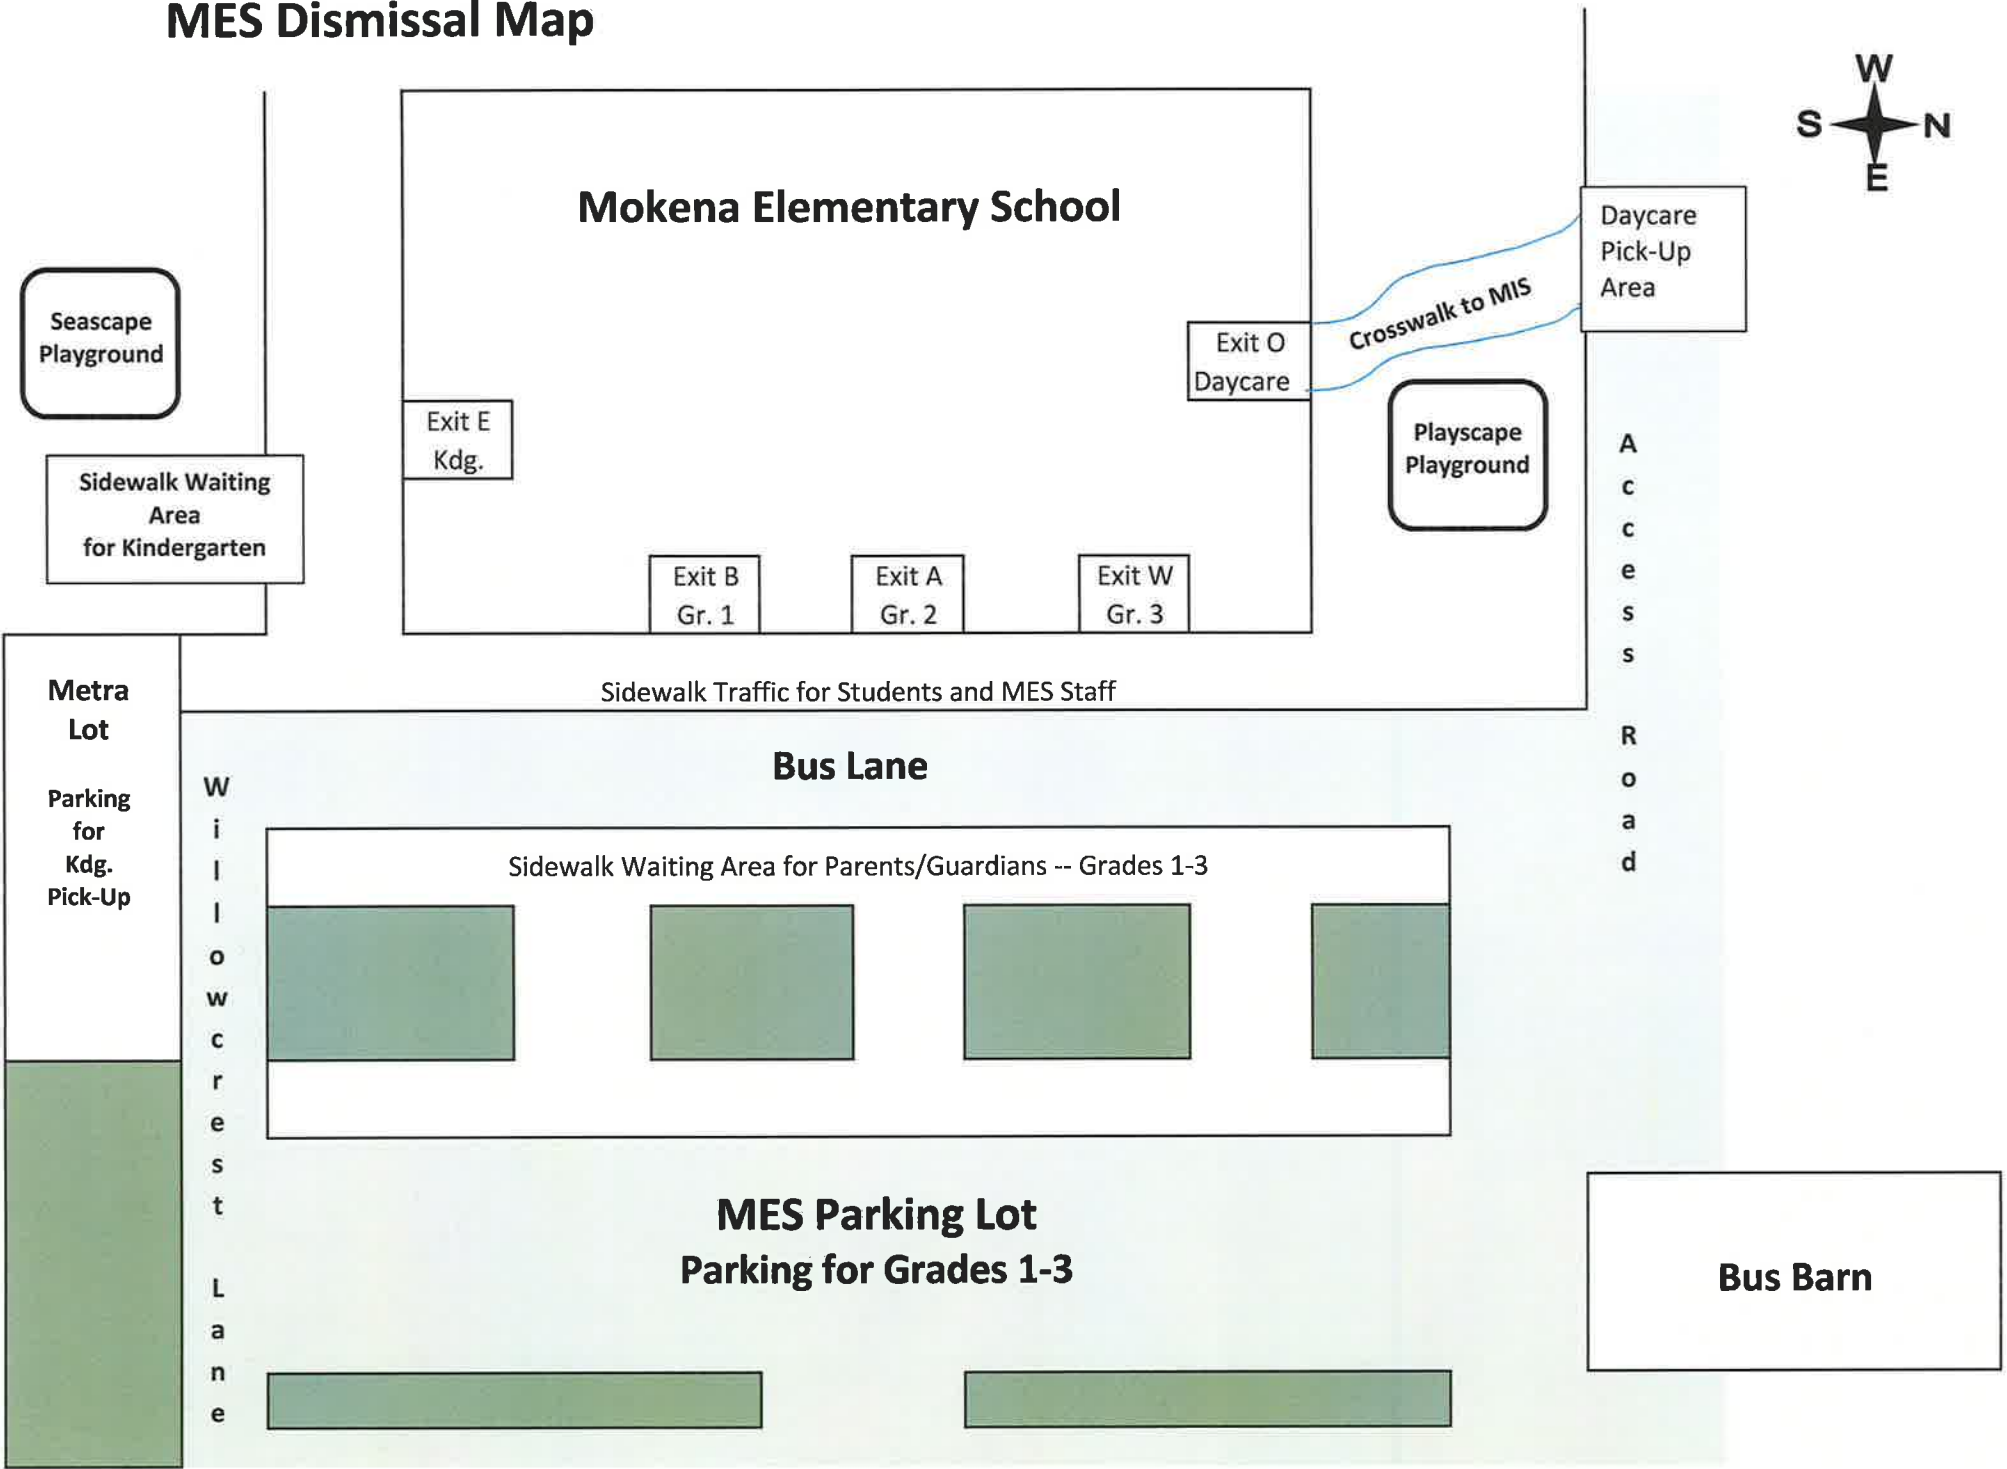 MES Dismissal Map
W
S N
E
Mokena Elementary School
Daycare
Pick-Up
Area
Crosswalk to MIS
Seascape
Playground
Exit O
Daycare
Exit E
Kdg.
Playscape
Playground
Sidewalk Waiting
Area
for Kindergarten
Exit B
Gr. 1
Exit A
Gr. 2
Exit W
Gr. 3
Access Road
Sidewalk Traffic for Students and MES Staff
Metra
Lot
Parking
for
Kdg.
Pick-Up
Willowcrest Lane
Bus Lane
Sidewalk Waiting Area for Parents/Guardians -- Grades 1-3
MES Parking Lot
Parking for Grades 1-3
Bus Barn